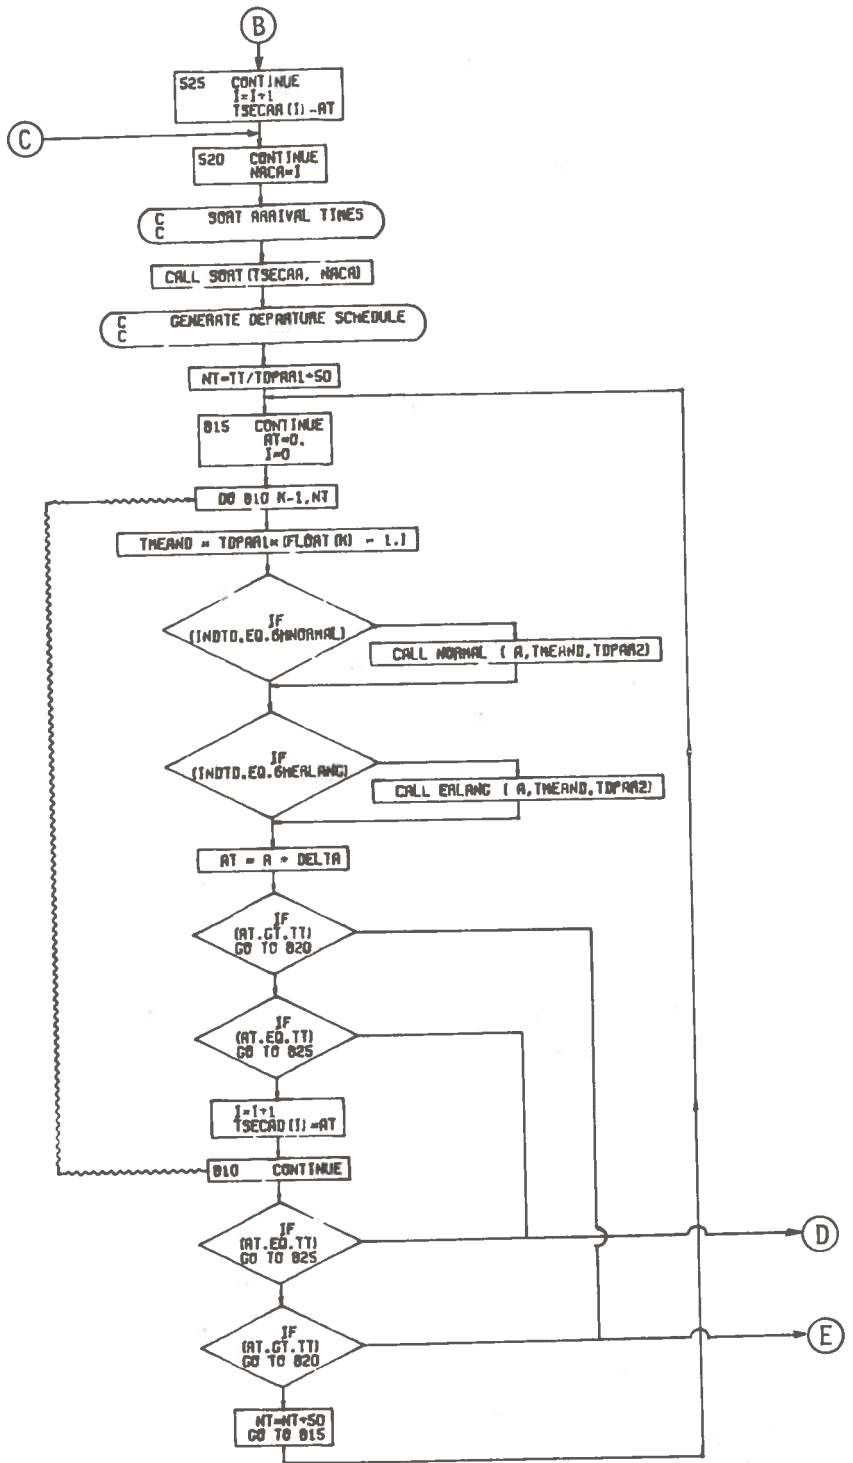 B
525 CONTINUE
I=I+1
TSECAA(I)=AT
C
520 CONTINUE
NACA=I
C SORT ARRIVAL TIMES
C
CALL SORT(TSECAA, NACA)
C GENERATE DEPARTURE SCHEDULE
C
NT=TT/TDPAR1+50
815 CONTINUE
AT=0.
I=0
DO 810 K=1,NT
TMEAND = TDPAR1*(FLOAT(K) - 1.)
IF
(INDTD.EQ.6HNORMAL)
CALL NORMAL ( A,TMEAND,TDPAR2)
IF
(INDTD.EQ.6HERLANG)
CALL ERLANG ( A,TMEAND,TDPAR2)
AT = A + DELTA
IF
(AT.GT.TT)
GO TO 820
IF
(AT.EQ.TT)
GO TO 825
I=I+1
TSECAD(I)=AT
810 CONTINUE
IF
(AT.EQ.TT)
GO TO 825
D
IF
(AT.GT.TT)
GO TO 820
E
NT=NT+50
GO TO 815